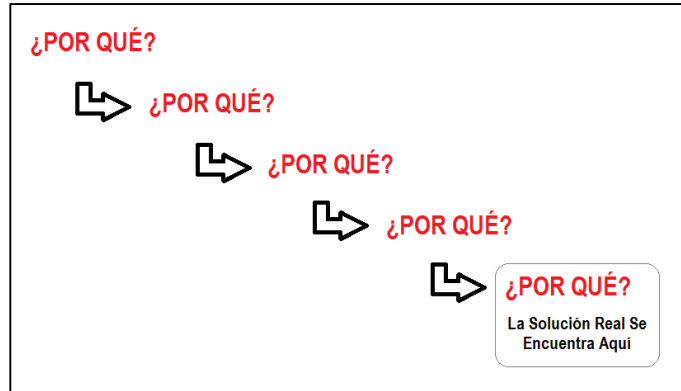 ¿POR QUÉ?
¿POR QUÉ?
¿POR QUÉ?
¿POR QUÉ?
¿POR QUÉ?
La Solución Real Se
Encuentra Aquí